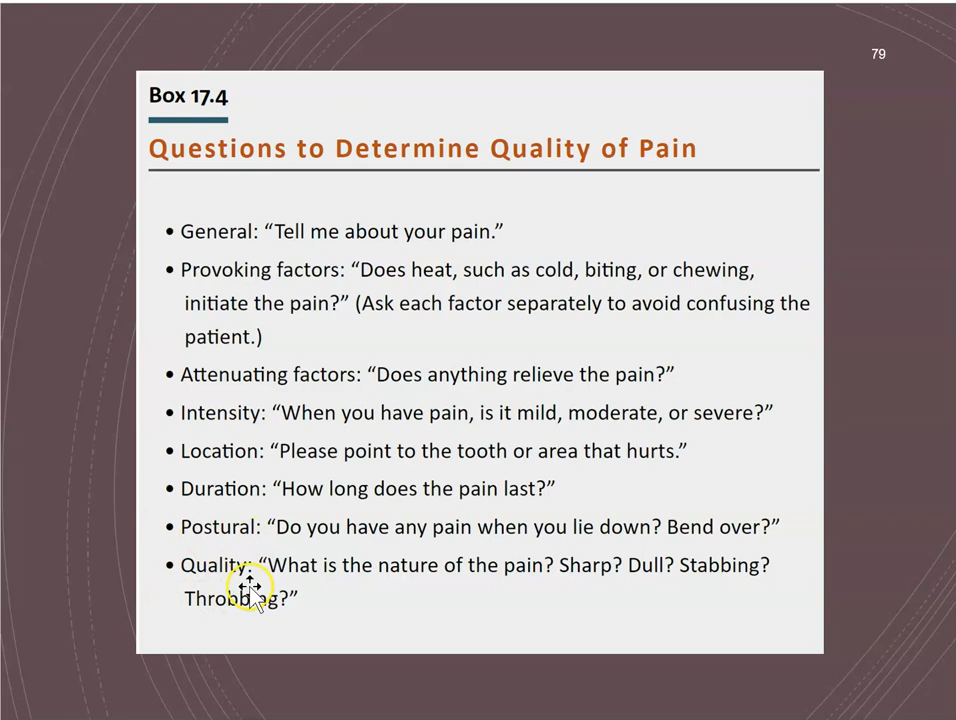 79
Box 17.4
Questions to Determine Quality of Pain
• General: “Tell me about your pain.”
• Provoking factors: “Does heat, such as cold, biting, or chewing,
initiate the pain?” (Ask each factor separately to avoid confusing the
patient.)
• Attenuating factors: “Does anything relieve the pain?”
• Intensity: “When you have pain, is it mild, moderate, or severe?”
• Location: “Please point to the tooth or area that hurts.”
• Duration: “How long does the pain last?”
• Postural: “Do you have any pain when you lie down? Bend over?”
• Quality: “What is the nature of the pain? Sharp? Dull? Stabbing?
Throbbing?”